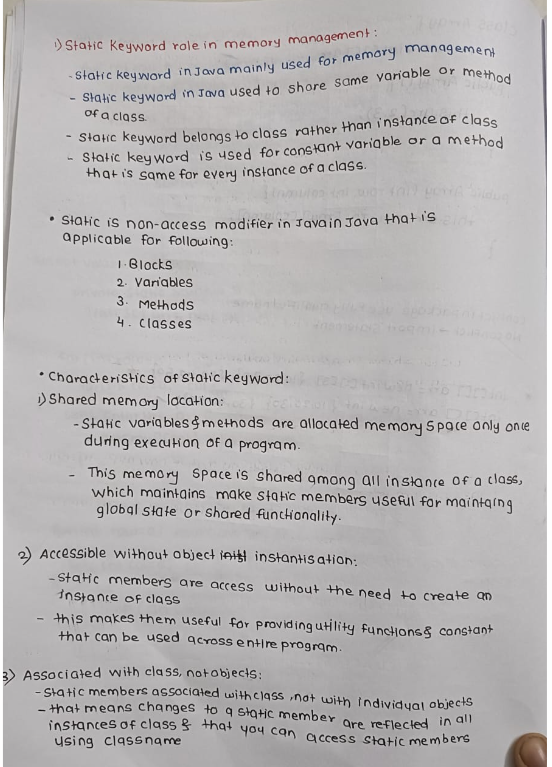 1) Static Keyword role in memory management:
- Static keyword in Java mainly used for memory management
- Static keyword in Java used to share same variable or method
of a class.
- Static keyword belongs to class rather than instance of class
- Static keyword is used for constant variable or a method
that is same for every instance of a class.
• Static is non-access modifier in Javain Java that is
applicable for following:
1. Blocks
2. Variables
3. Methods
4. Classes
• Characteristics of static keyword:
1) Shared memory location:
- Static variables & methods are allocated memory space only once
during execution of a program.
- This memory space is shared among all instance of a class,
which maintains make static members useful for maintaing
global state or shared functionality.
2) Accessible without object instantisation:
- Static members are access without the need to create an
instance of class
- this makes them useful for providing utility functions & constant
that can be used across entire program.
3) Associated with class, not objects:
- Static members associated with class, not with individual objects
- that means changes to a static member are reflected in all
instances of class & that you can access static members
using classname